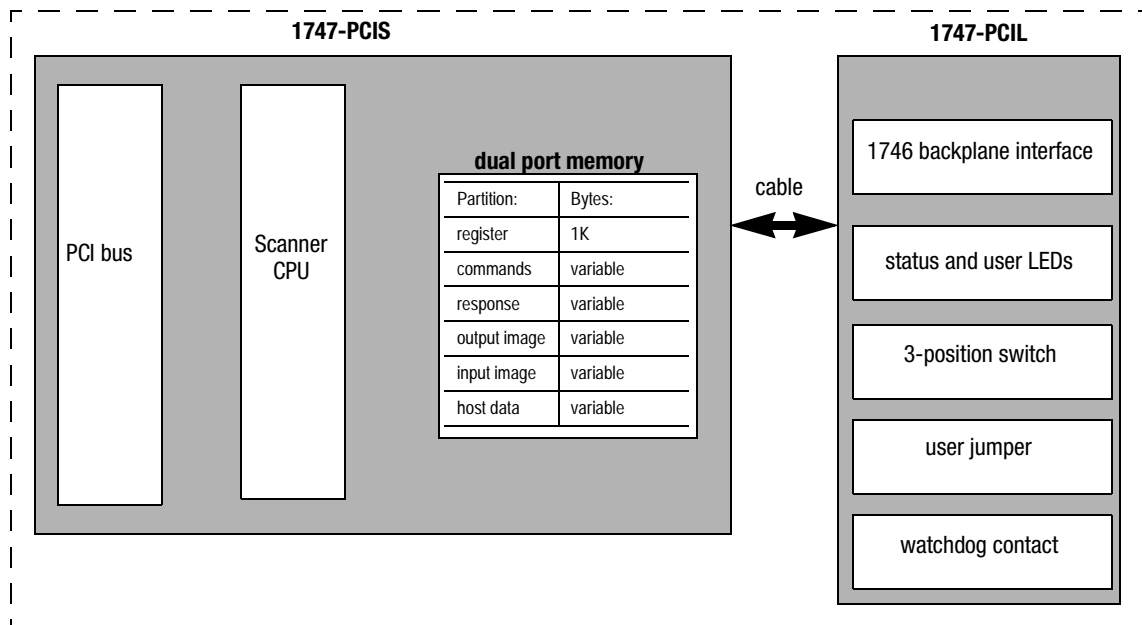 1747-PCIS
1747-PCIL
PCI bus
Scanner
CPU
dual port memory
Partition: Bytes:
register 1K
commands variable
response variable
output image variable
input image variable
host data variable
cable
1746 backplane interface
status and user LEDs
3-position switch
user jumper
watchdog contact